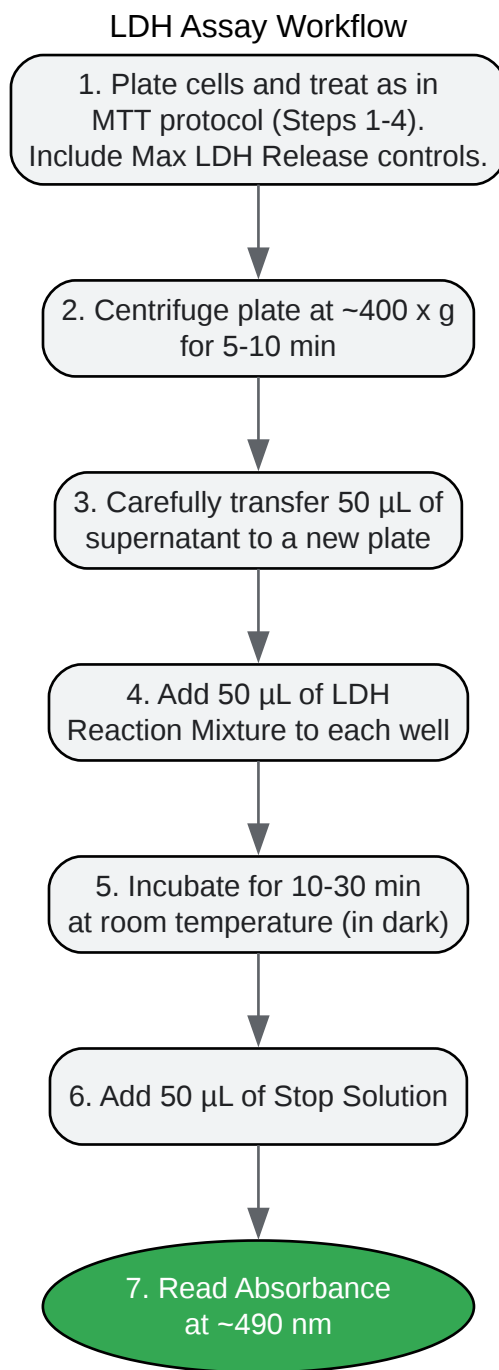 LDH Assay Workflow
1. Plate cells and treat as in
MTT protocol (Steps 1-4).
Include Max LDH Release controls.
2. Centrifuge plate at ~400 x g
for 5-10 min
3. Carefully transfer 50 µL of
supernatant to a new plate
4. Add 50 µL of LDH
Reaction Mixture to each well
5. Incubate for 10-30 min
at room temperature (in dark)
6. Add 50 µL of Stop Solution
7. Read Absorbance
at ~490 nm